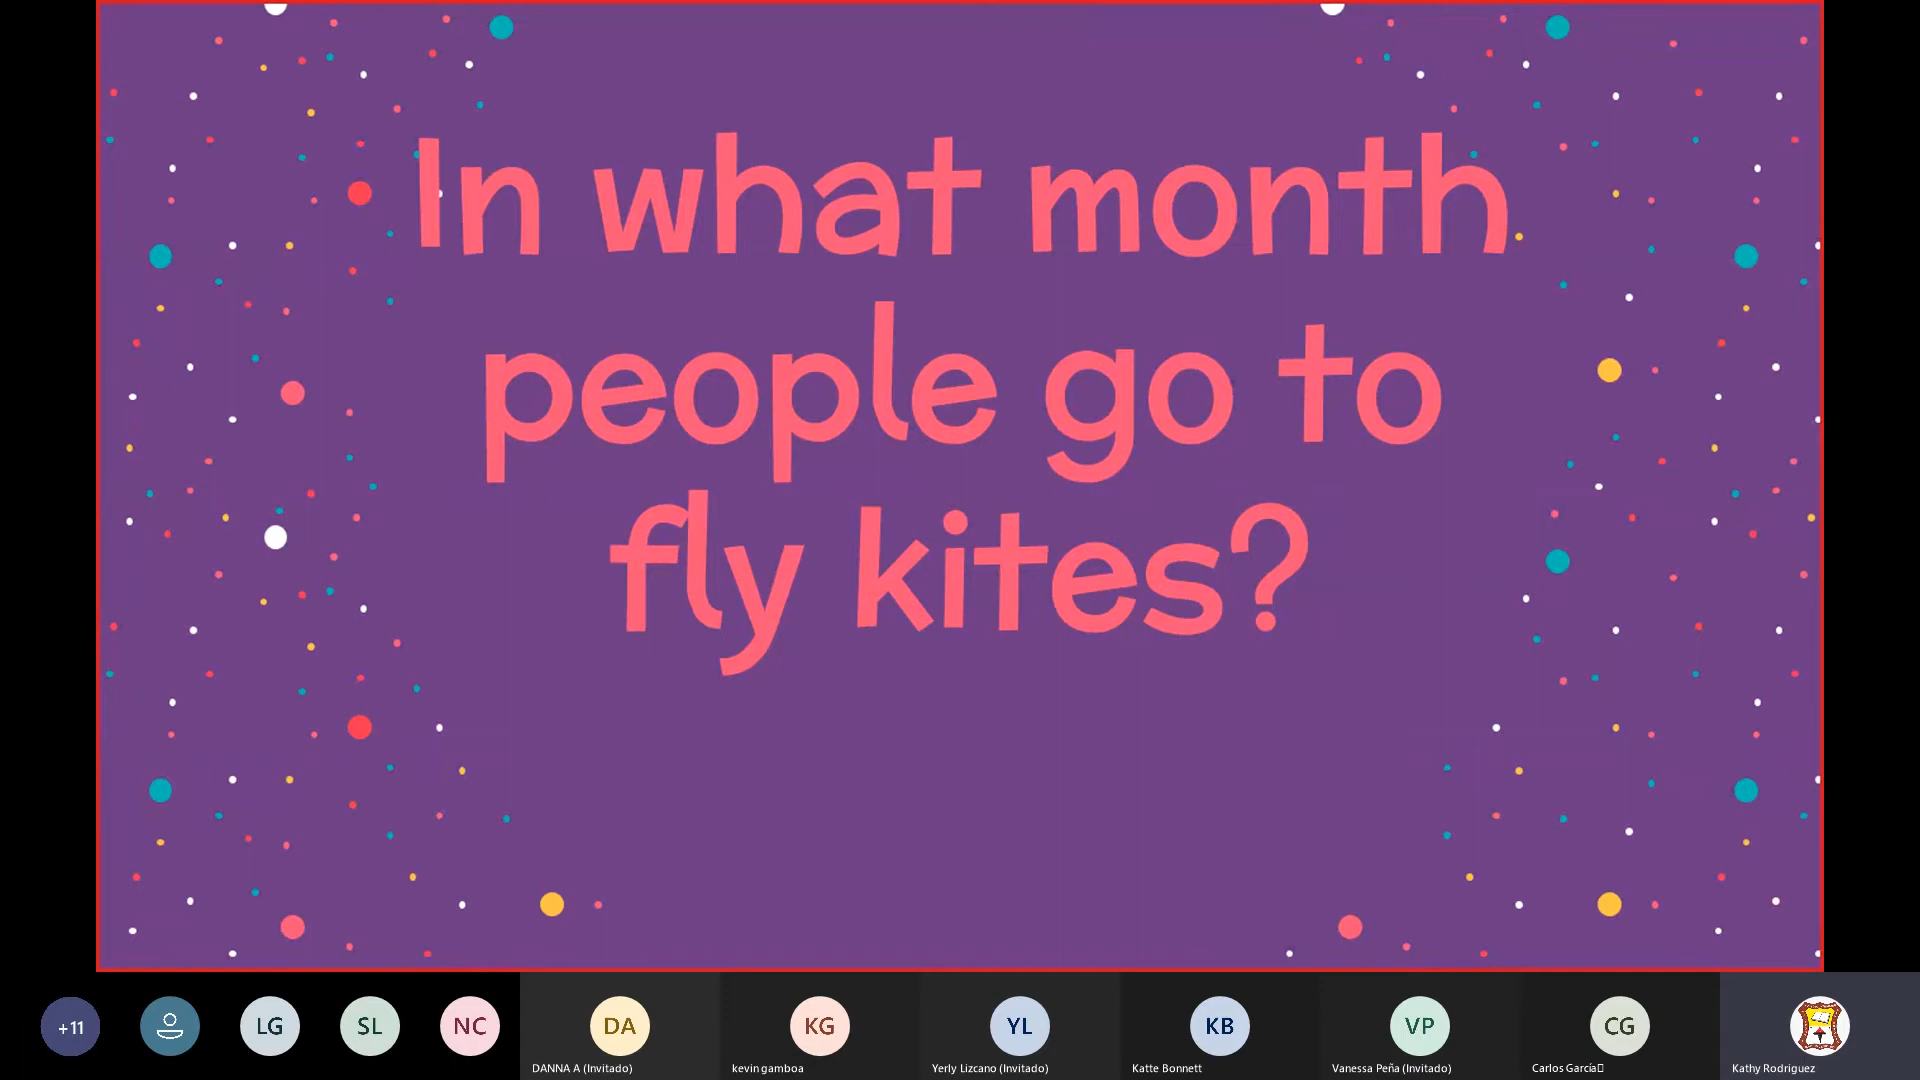 In what month
people go to
fly kites?
+11
LG
SL
NC
DA
KG
YL
KB
VP
CG
DANNA A (Invitado)
kevin gamboa
Yerly Lizcano (Invitado)
Katte Bonnett
Vanessa Peña (Invitado)
Carlos García
Kathy Rodriguez